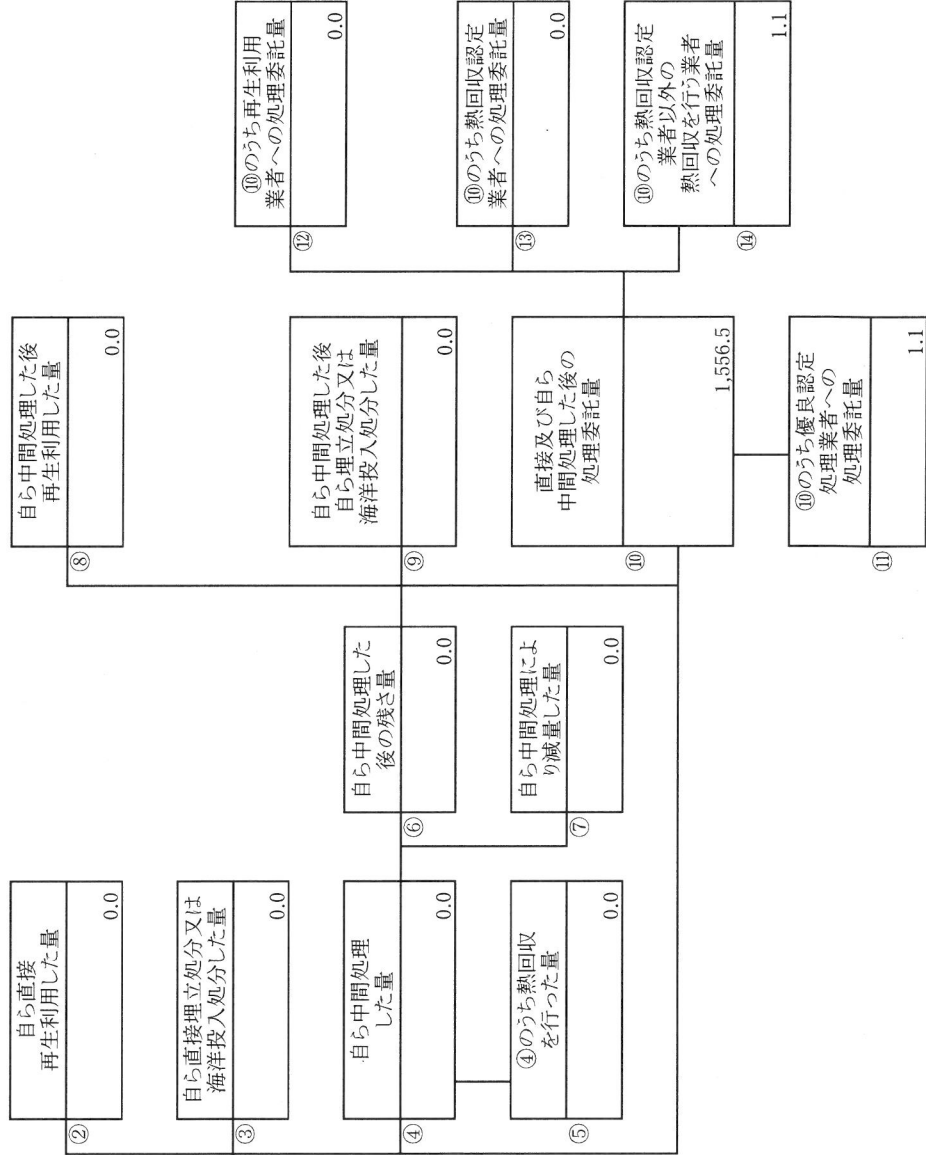 ②
自ら直接
再生利用した量
0.0
③
自ら直接埋立処分又は
海洋投入処分した量
0.0
④
自ら中間処理
した量
0.0
⑤
④のうち熱回収
を行った量
0.0
⑥
自ら中間処理した
後の残さ量
0.0
⑦
自ら中間処理によ
り減量した量
0.0
⑧
自ら中間処理した後
再生利用した量
0.0
⑨
自ら中間処理した後
自ら埋立処分又は
海洋投入処分した量
0.0
⑩
直接及び自ら
中間処理した後の
処理委託量
1,556.5
⑪
⑩のうち優良認定
処理業者への
処理委託量
1.1
⑫
⑩のうち再生利用
業者への処理委託量
0.0
⑬
⑩のうち熱回収認定
業者への処理委託量
0.0
⑭
⑩のうち熱回収認定
業者以外の
熱回収を行う業者
への処理委託量
1.1